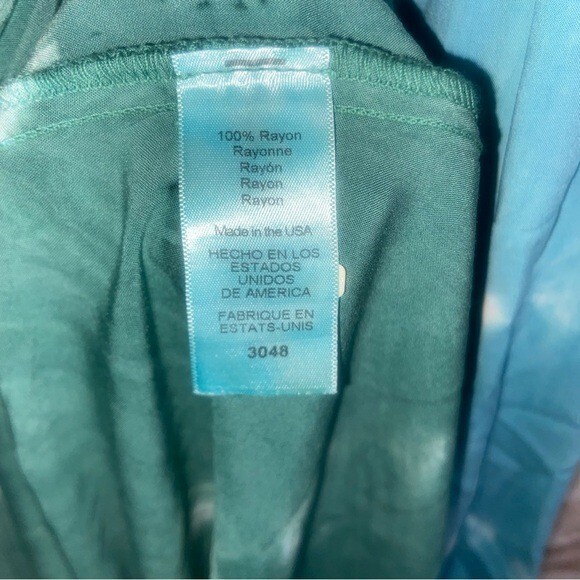 100% Rayon
Rayonne
Rayón
Rayon
Rayon
Made in the USA
HECHO EN LOS
ESTADOS
UNIDOS
DE AMERICA
FABRIQUE EN
ESTATS-UNIS
3048